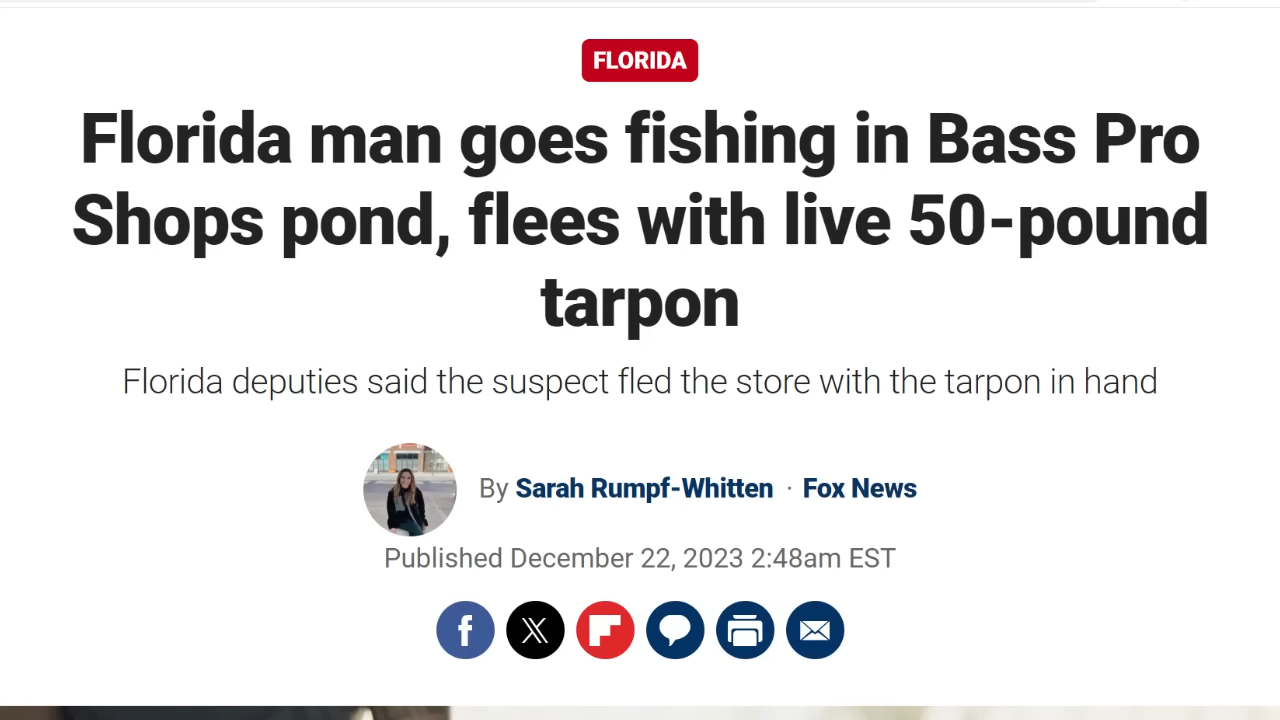 FLORIDA
Florida man goes fishing in Bass Pro
Shops pond, flees with live 50-pound
tarpon
Florida deputies said the suspect fled the store with the tarpon in hand
By Sarah Rumpf-Whitten · Fox News
Published December 22, 2023 2:48am EST